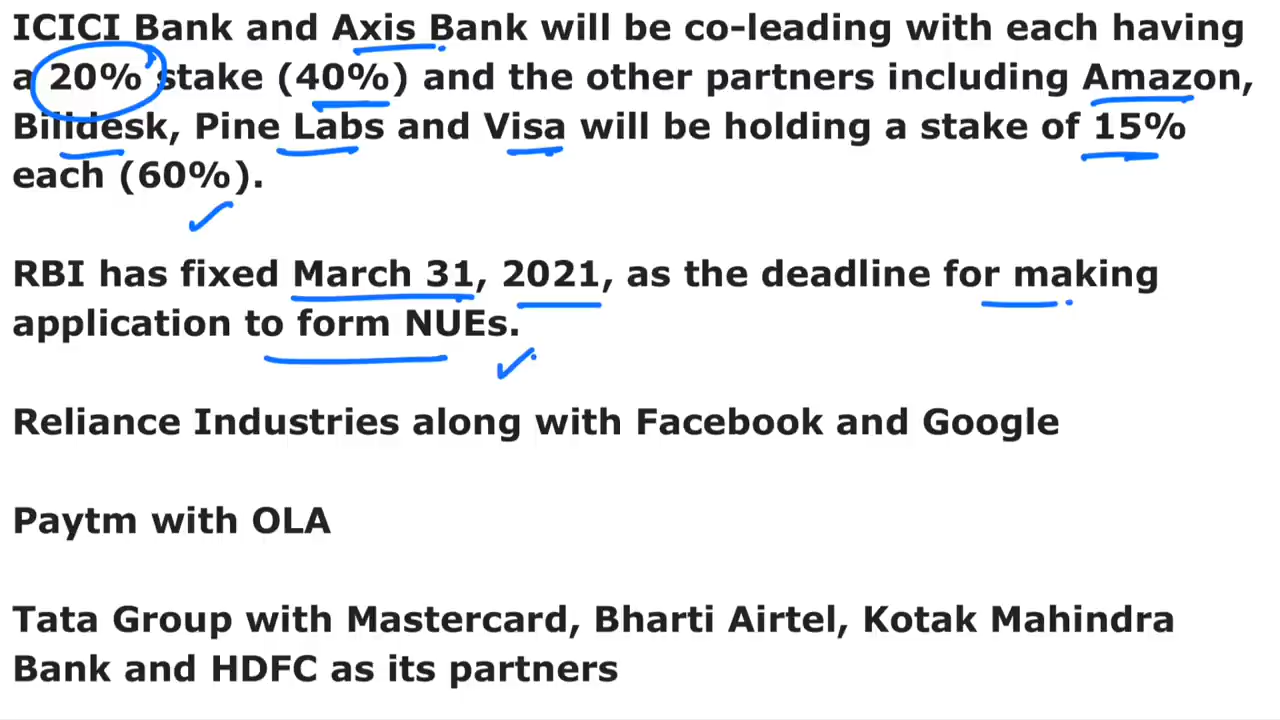 ICICI Bank and Axis Bank will be co-leading with each having
a 20% stake (40%) and the other partners including Amazon,
Billdesk, Pine Labs and Visa will be holding a stake of 15%
each (60%).
RBI has fixed March 31, 2021, as the deadline for making
application to form NUEs.
Reliance Industries along with Facebook and Google
Paytm with OLA
Tata Group with Mastercard, Bharti Airtel, Kotak Mahindra
Bank and HDFC as its partners